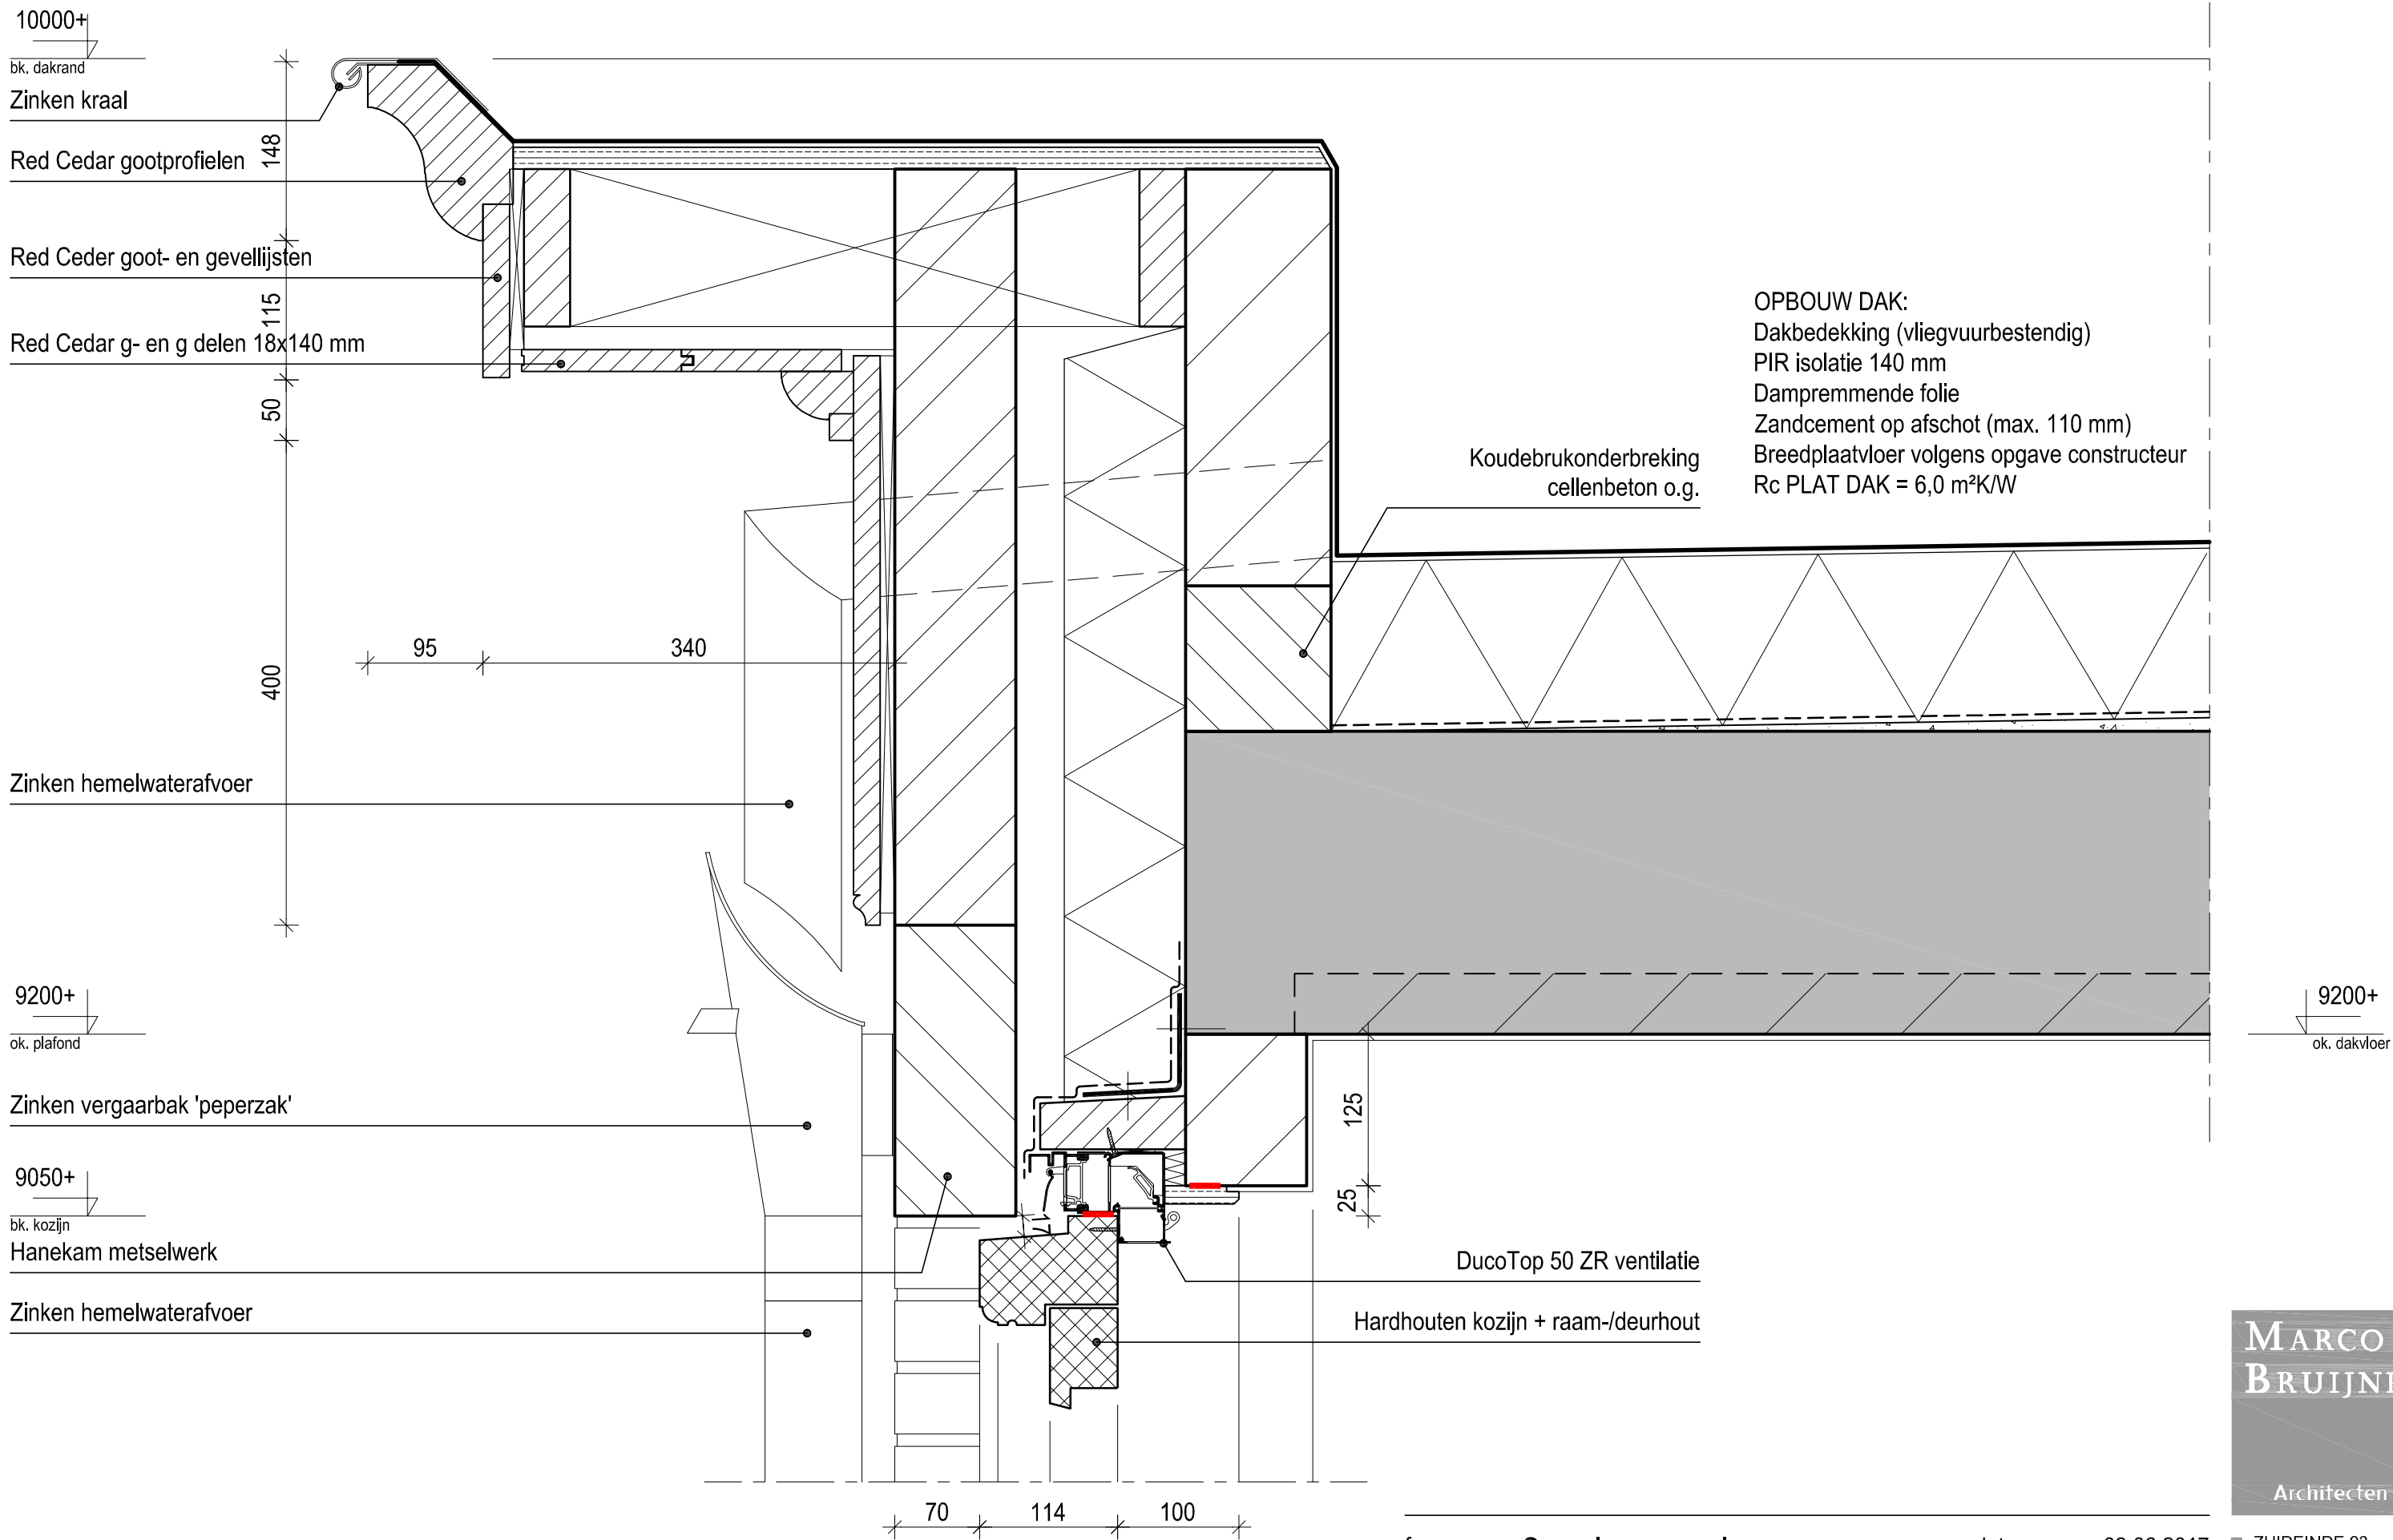 10000+
bk. dakrand
Zinken kraal
Red Cedar gootprofielen
148
Red Ceder goot- en gevellijsten
115
Red Cedar g- en g delen 18x140 mm
50
OPBOUW DAK:
Dakbedekking (vliegvuurbestendig)
PIR isolatie 140 mm
Dampremmende folie
Zandcement op afschot (max. 110 mm)
Breedplaatvloer volgens opgave constructeur
Rc PLAT DAK = 6,0 m²K/W
Koudebrukonderbreking
cellenbeton o.g.
95
340
400
Zinken hemelwaterafvoer
9200+
ok. plafond
9200+
ok. dakvloer
Zinken vergaarbak 'peperzak'
125
9050+
bk. kozijn
25
17
Hanekam metselwerk
DucoTop 50 ZR ventilatie
Zinken hemelwaterafvoer
Hardhouten kozijn + raam-/deurhout
MARCO
BRUIJN
Architecten
70
114
100